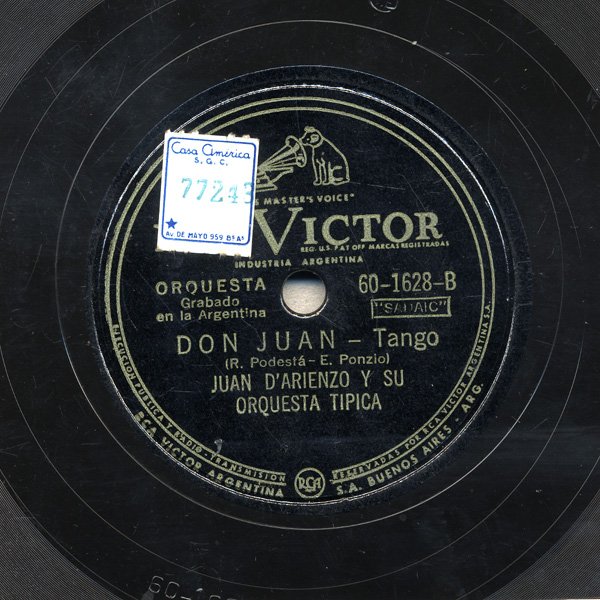 Casa América
S. G. C.
77243
AV. DE MAYO 959 Bs As
MASTER'S VOICE"
VICTOR
REG. U.S. PAT OFF MARCAS REGISTRADAS
INDUSTRIA ARGENTINA
ORQUESTA
Grabado
en la Argentina
60-1628-B
"SADAIC"
DON JUAN – Tango
(R. Podestá – E. Ponzio)
JUAN D'ARIENZO Y SU
ORQUESTA TIPICA
EJECUCION PUBLICA Y RADIO-TRANSMISION
RESERVADAS POR RCA VICTOR ARGENTINA S.A.
RCA VICTOR ARGENTINA
RCA
S.A. BUENOS AIRES - ARG.